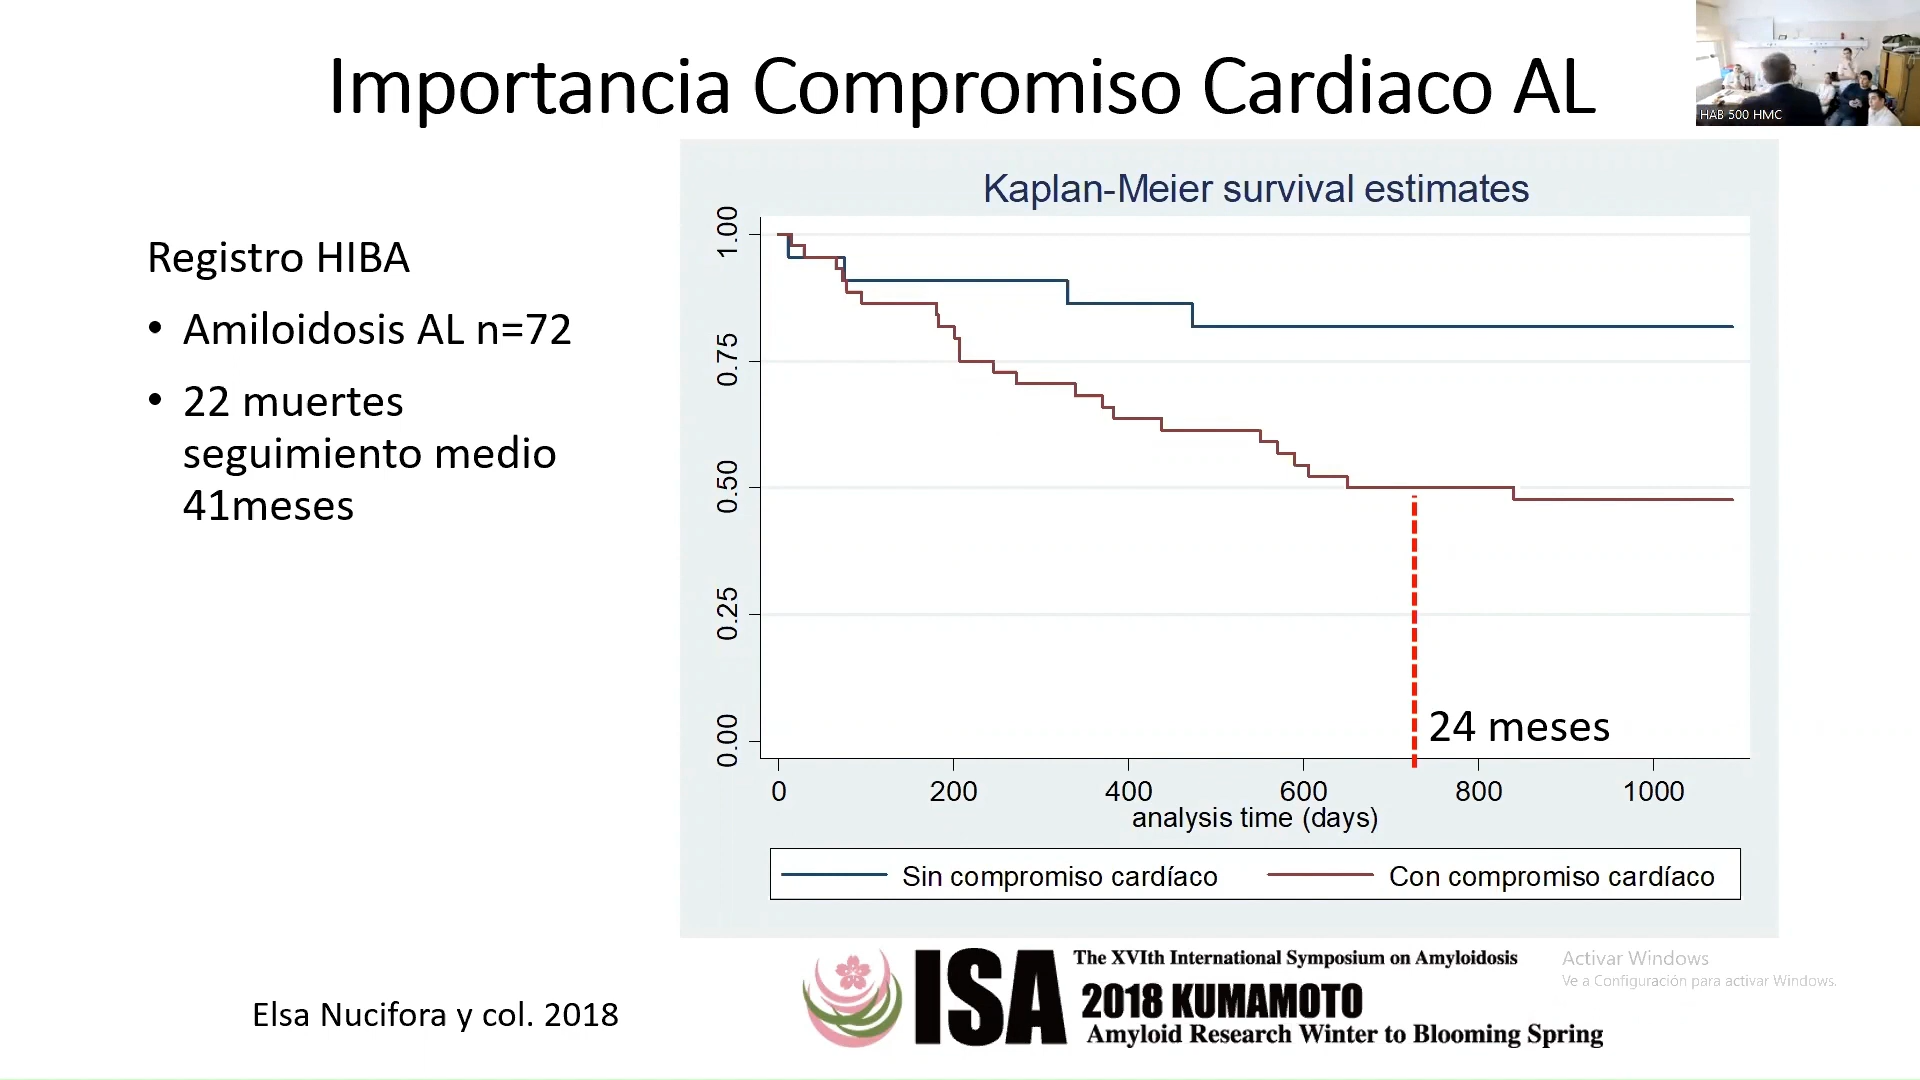 Importancia Compromiso Cardiaco AL
HAB 500 HMC
Registro HIBA
• Amiloidosis AL n=72
• 22 muertes
seguimiento medio
41meses
Kaplan-Meier survival estimates
1.00
0.75
0.50
0.25
0.00
24 meses
0 200 400 600 800 1000
analysis time (days)
Sin compromiso cardíaco Con compromiso cardíaco
Elsa Nucifora y col. 2018
ISA
The XVIth International Symposium on Amyloidosis
2018 KUMAMOTO
Amyloid Research Winter to Blooming Spring
Activar Windows
Ve a Configuración para activar Windows.